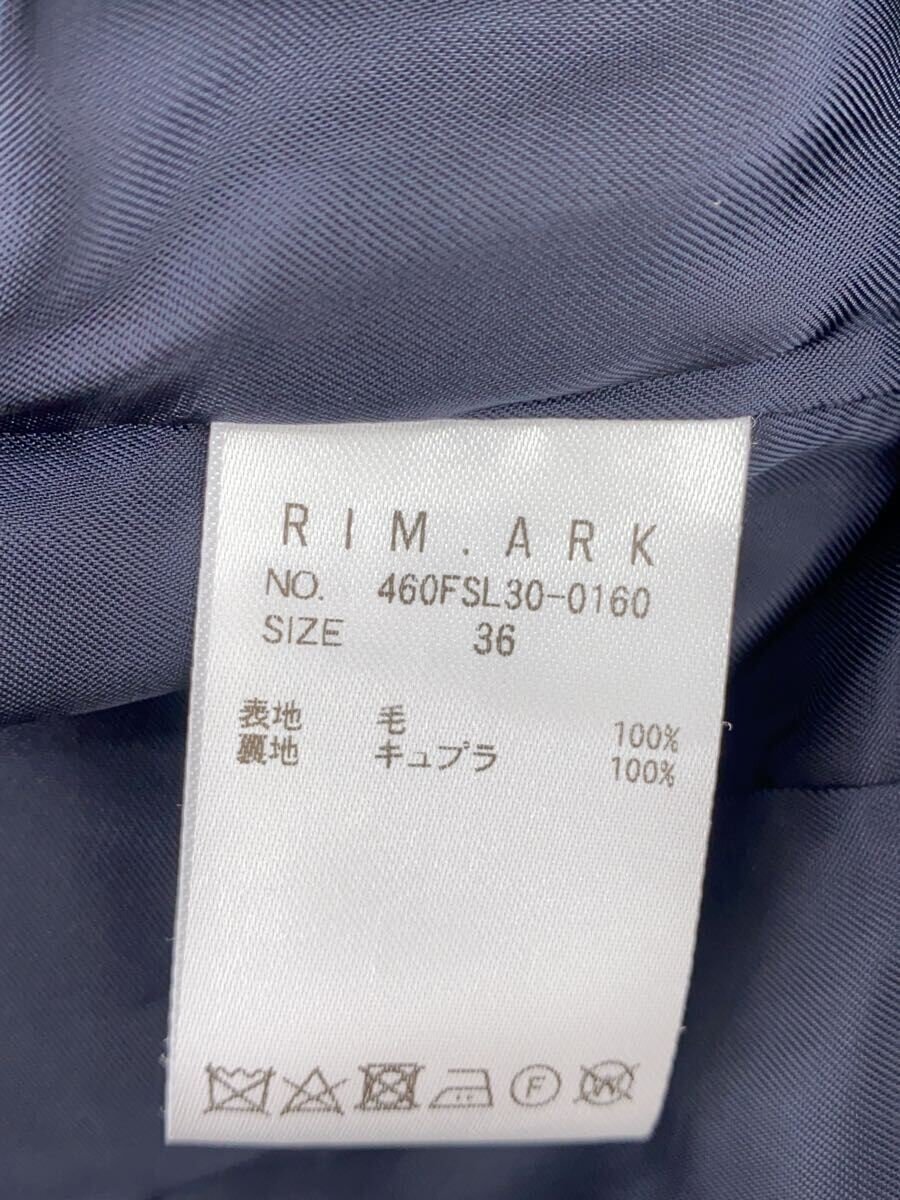 RIM.ARK
NO. 460FSL30-0160
SIZE 36
表地 毛 100%
裏地 キュプラ 100%
F
W